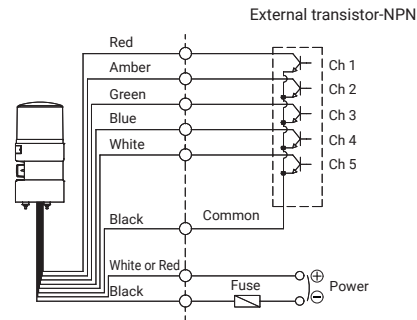 External transistor-NPN
Red
Amber
Green
Blue
White
Ch 1
Ch 2
Ch 3
Ch 4
Ch 5
Black
Common
White or Red
Black
Fuse
⊕
⊖
Power